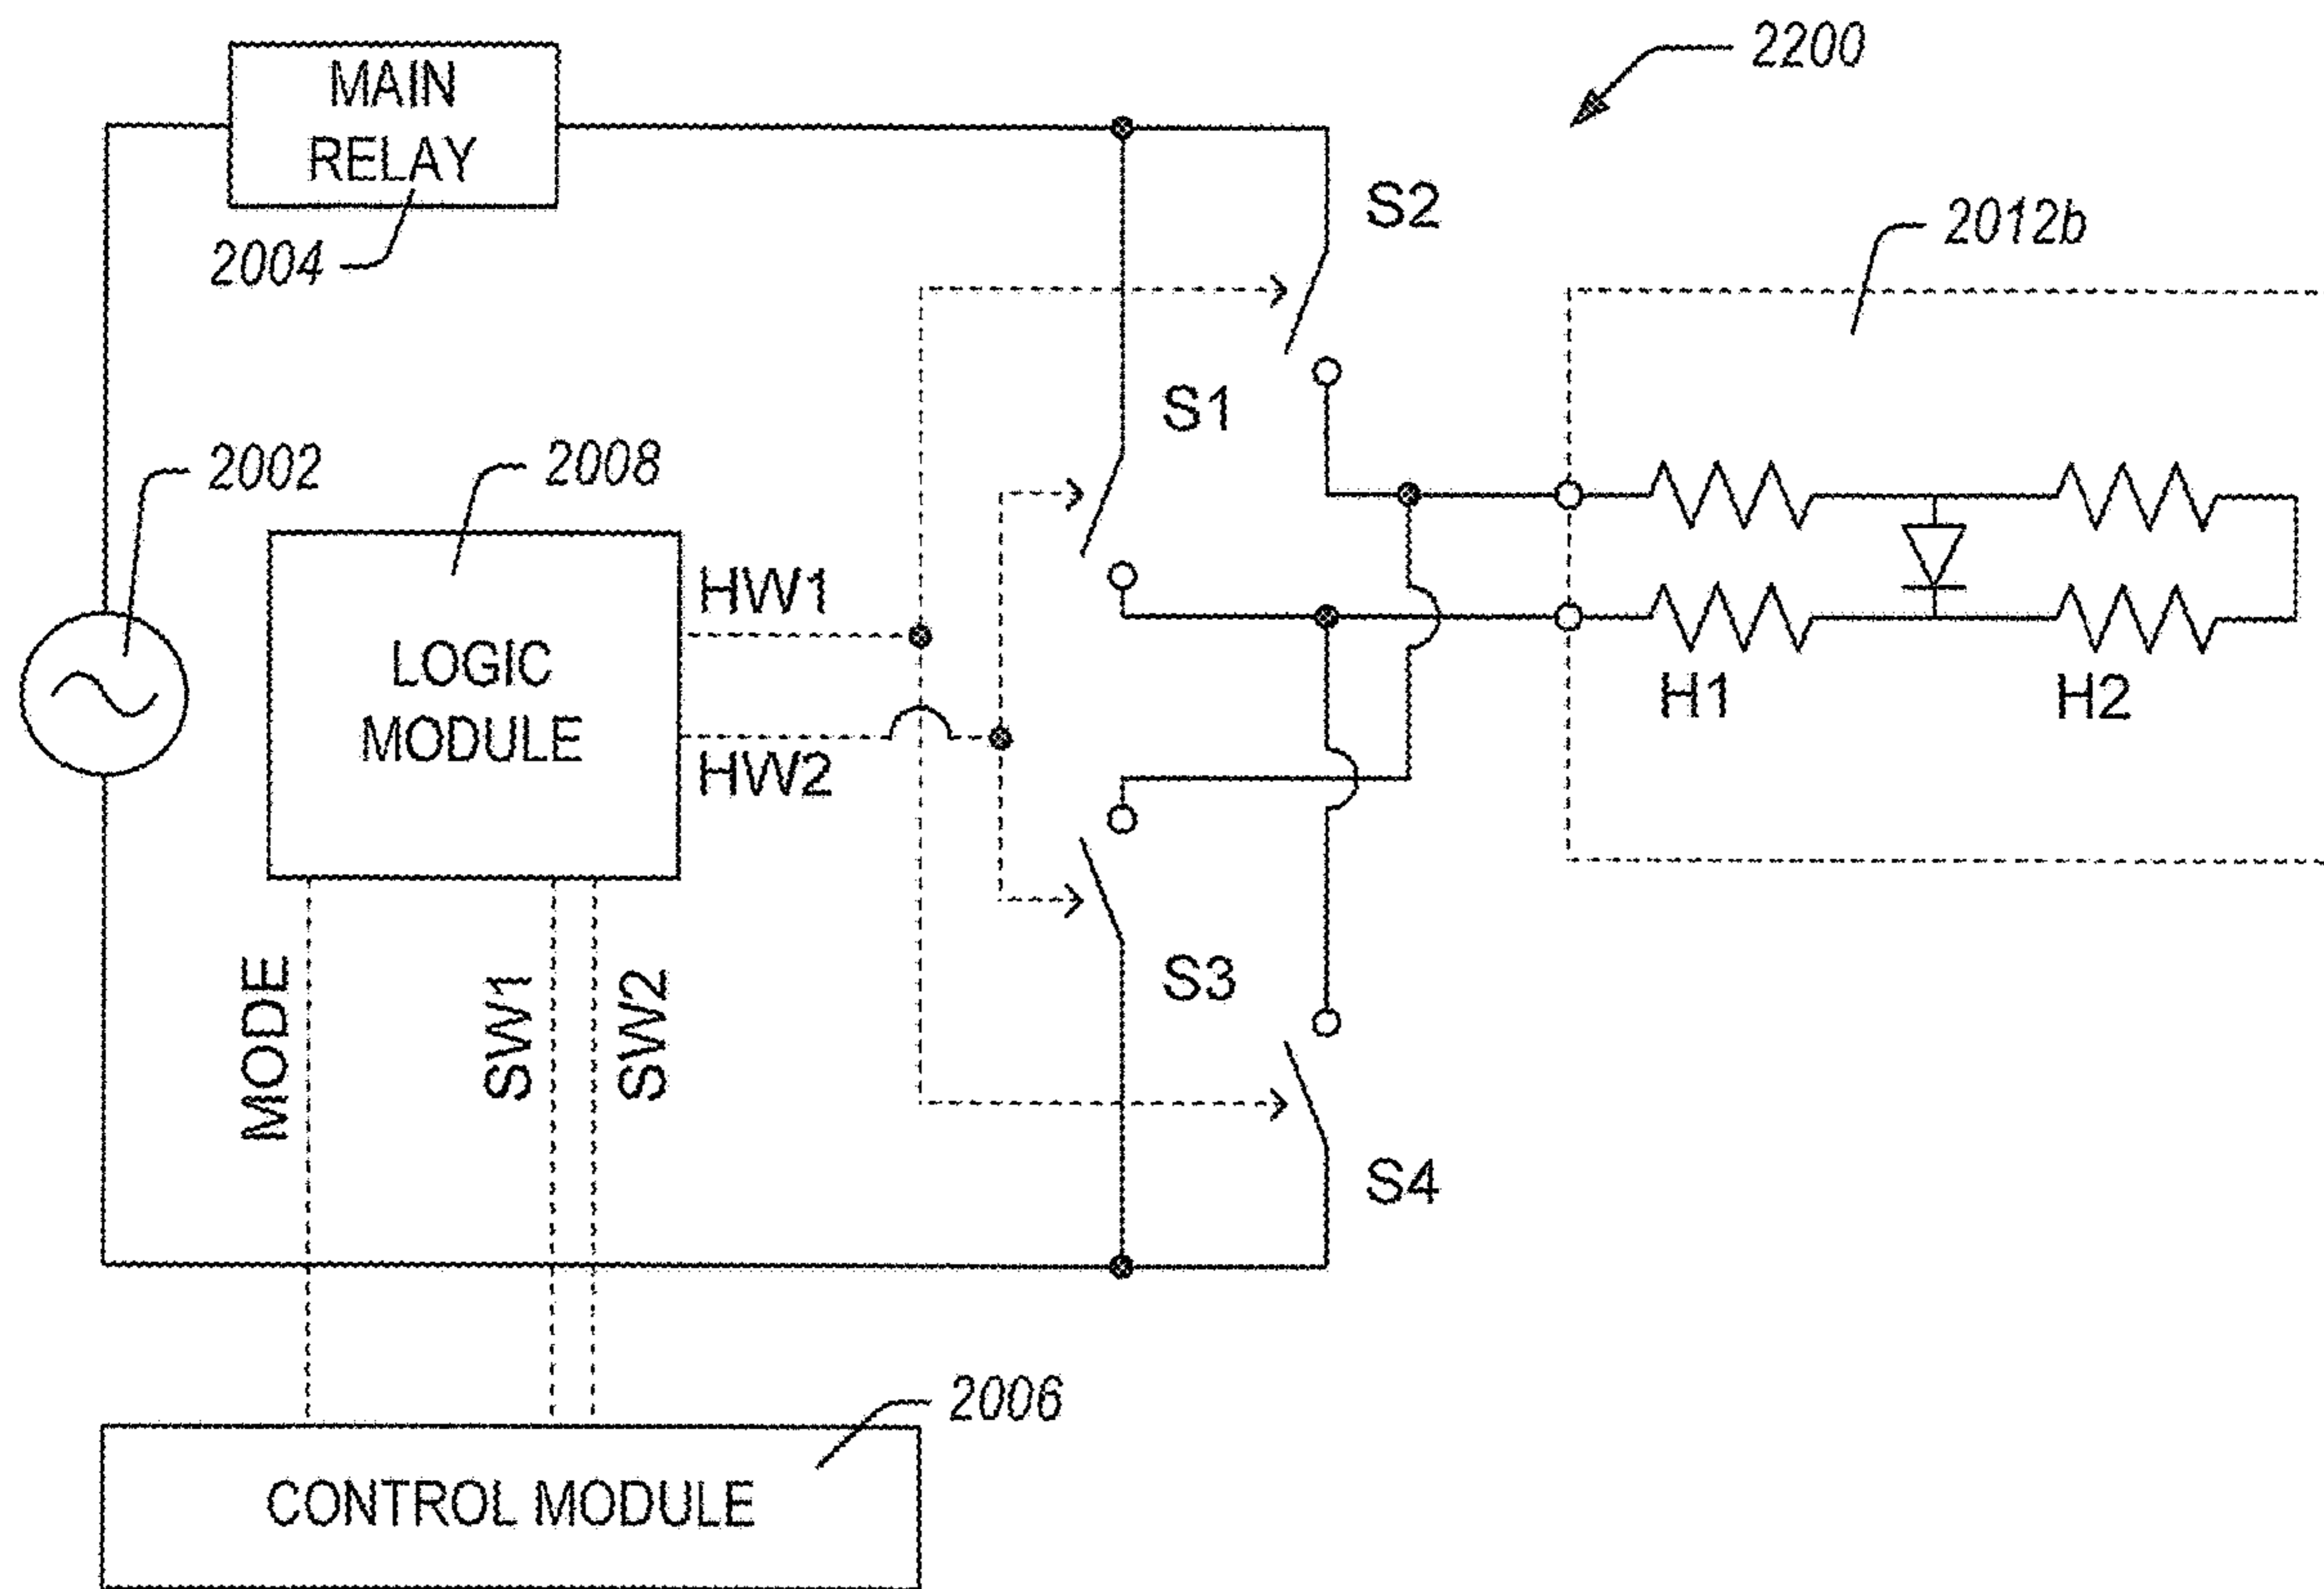 2200
MAIN
RELAY
2004
S2
2012b
S1
2002
2008
HW1
LOGIC
MODULE
HW2
H1
H2
MODE
SW1
SW2
S3
S4
2006
CONTROL MODULE